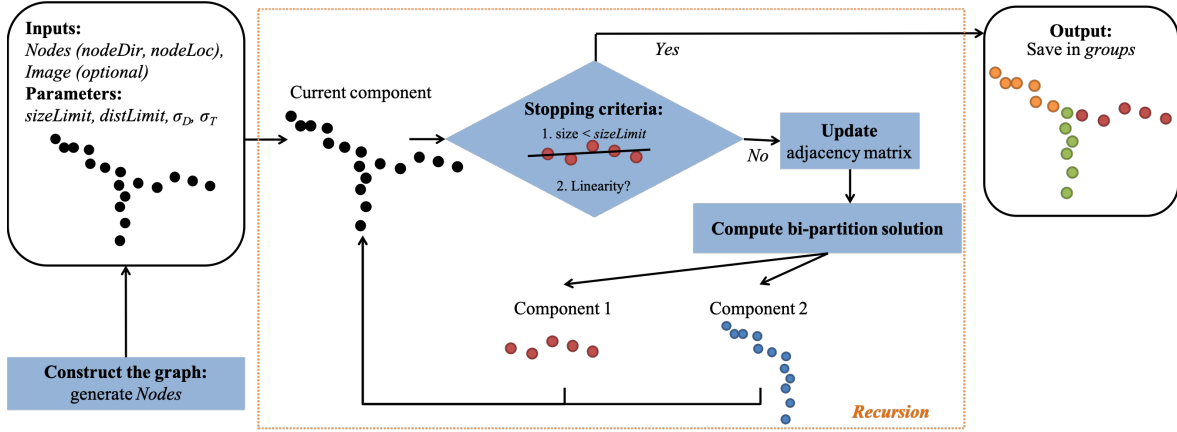 Inputs:
Nodes (nodeDir, nodeLoc),
Image (optional)
Parameters:
sizeLimit, distLimit, σD, σT
Construct the graph:
generate Nodes
Current component
Stopping criteria:
1. size < sizeLimit
2. Linearity?
Yes
No
Update
adjacency matrix
Compute bi-partition solution
Component 1
Component 2
Recursion
Output:
Save in groups